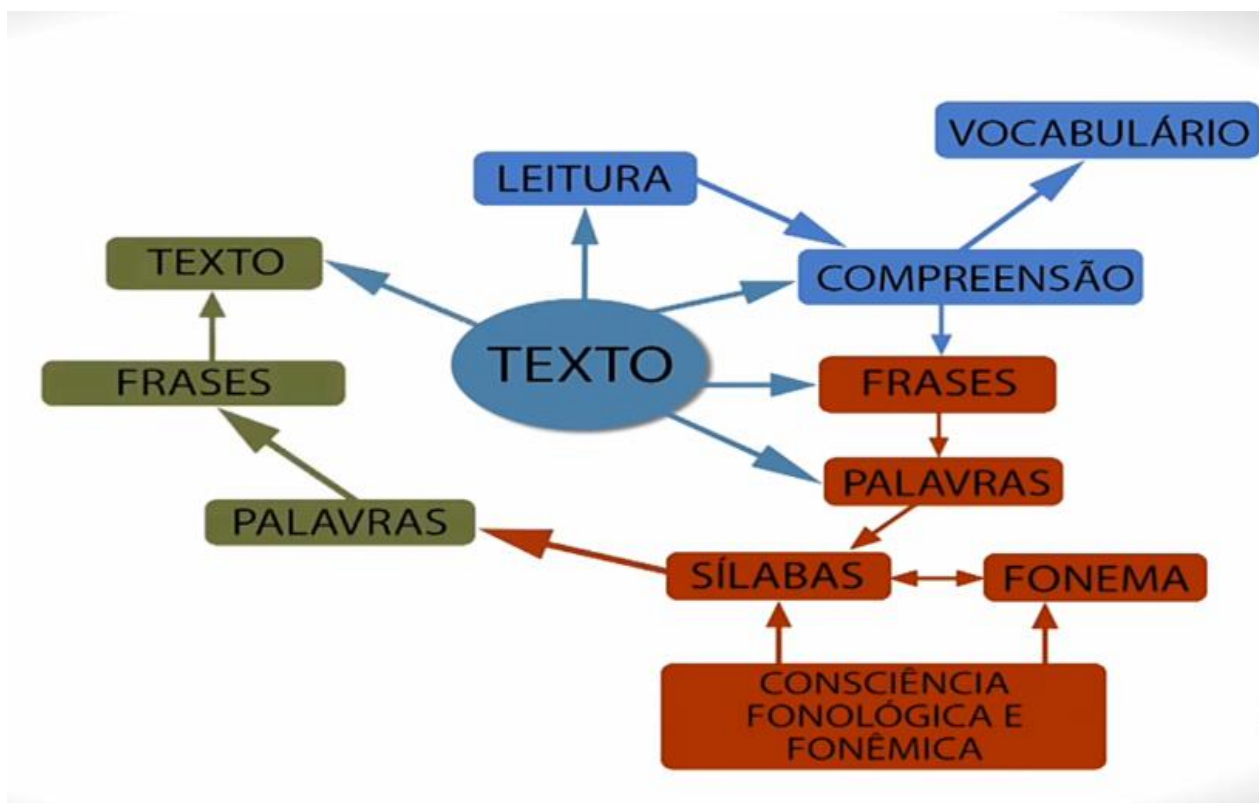 VOCABULÁRIO
LEITURA
TEXTO
COMPREENSÃO
TEXTO
FRASES
FRASES
PALAVRAS
PALAVRAS
SÍLABAS
FONEMA
CONSCIÊNCIA
FONOLÓGICA E
FONÊMICA